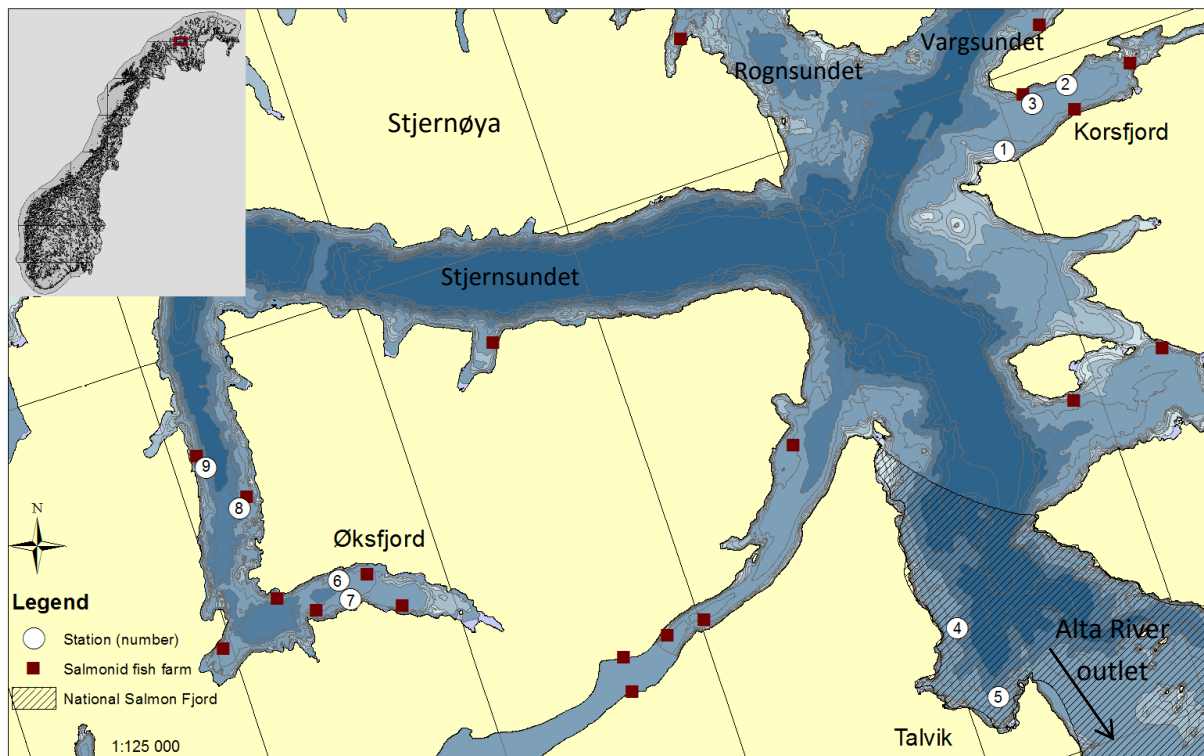 Vargsundet
Rognsundet
2
3
Stjernøya
Korsfjord
1
Stjernsundet
9
8
N
Øksfjord
6
7
Legend
Station (number)
Salmonid fish farm
National Salmon Fjord
1:125 000
4
Alta River
outlet
5
Talvik